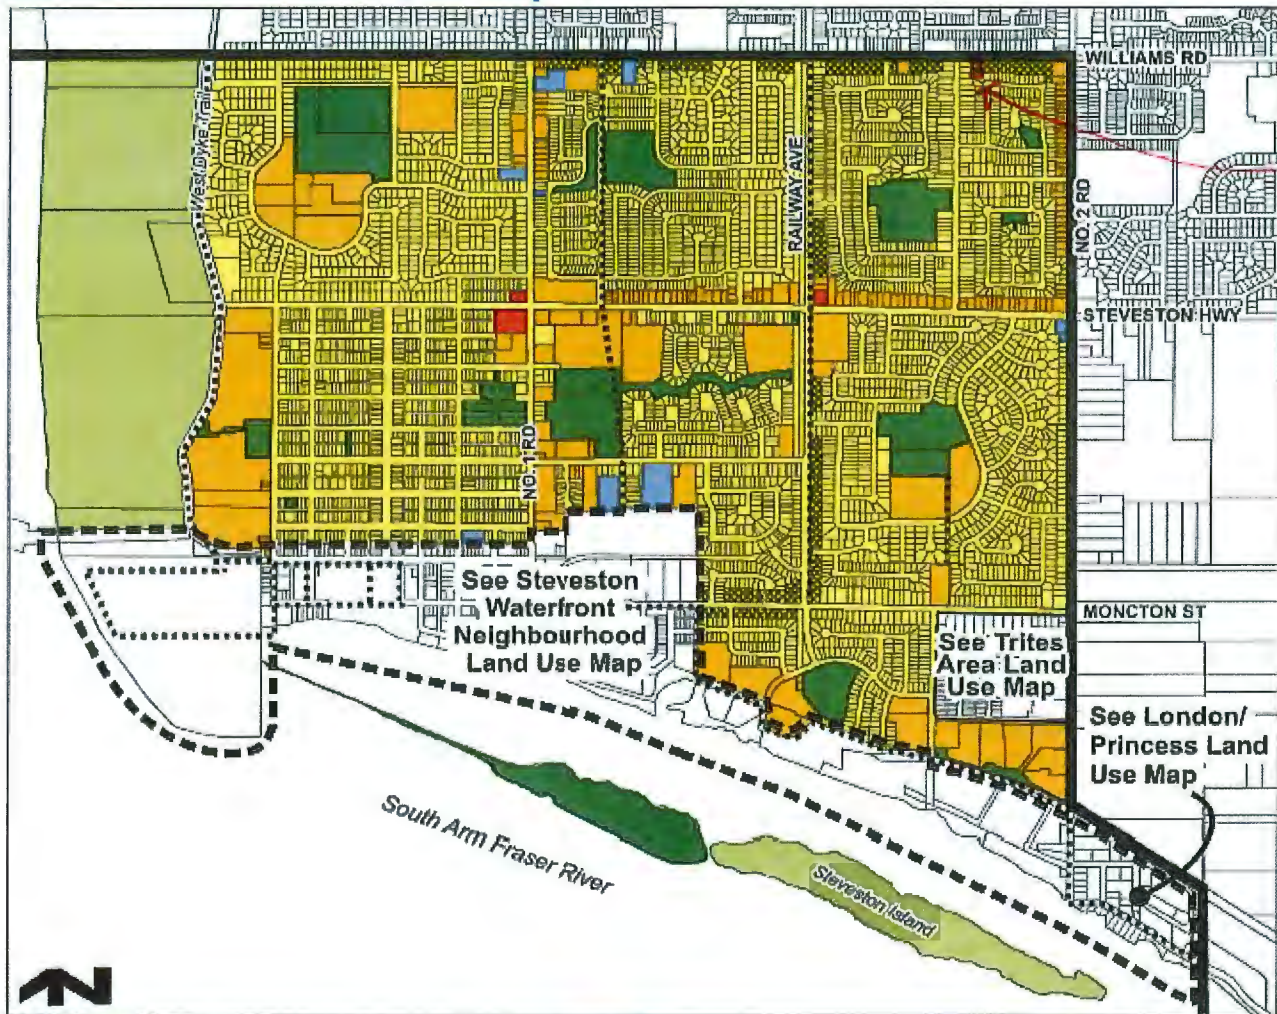 WILLIAMS RD
West Dyke Trail
RAILWAY AVE
NO. 2 RD
STEVESTON HWY
NO. 1 RD
See Steveston
Waterfront
Neighbourhood
Land Use Map
MONCTON ST
See Trites
Area Land
Use Map
See London/
Princess Land
Use Map
South Arm Fraser River
Steveston Island
N